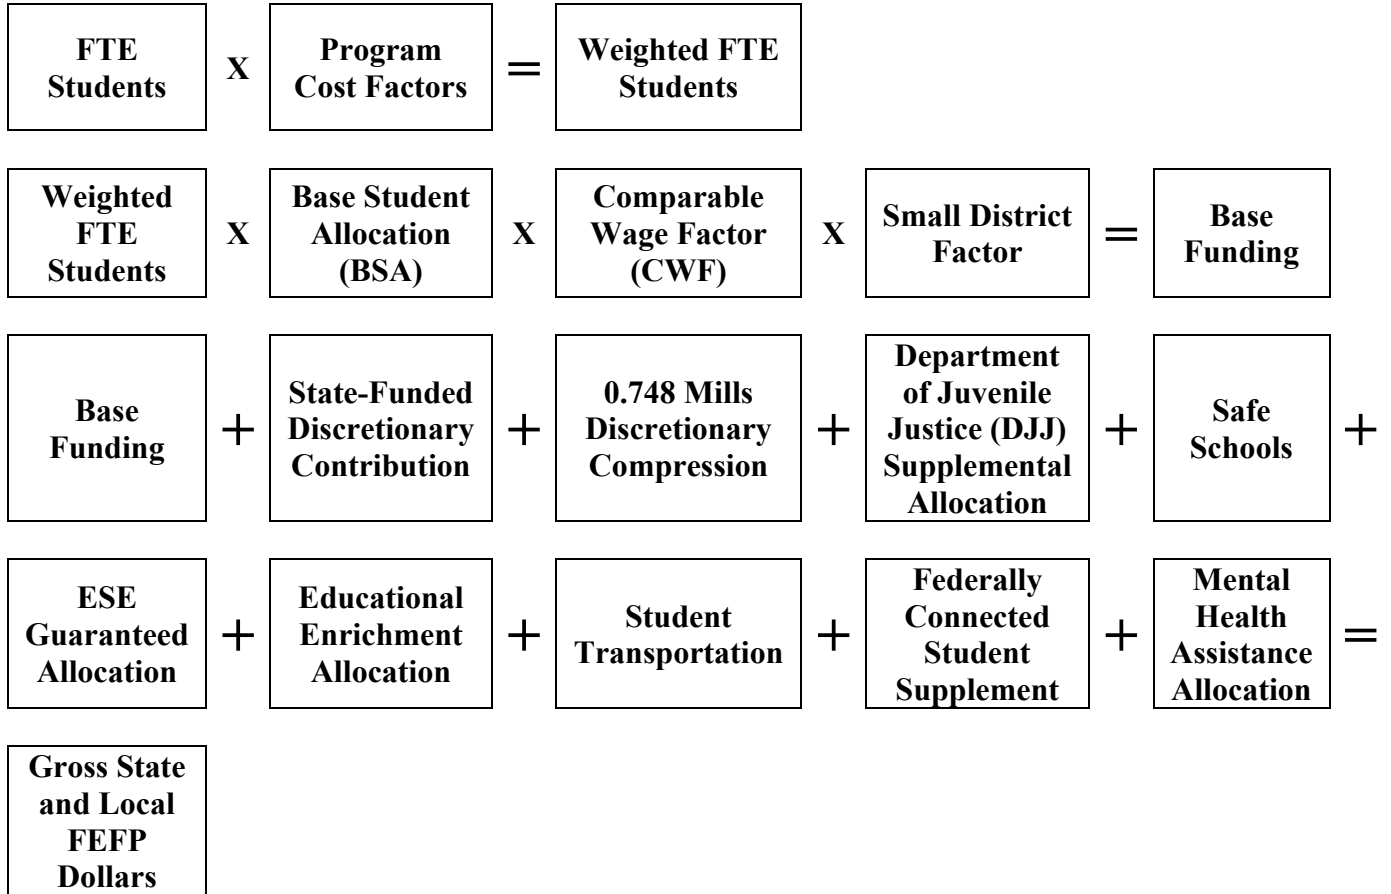 FTE Students X Program Cost Factors = Weighted FTE Students
Weighted FTE Students X Base Student Allocation (BSA) X Comparable Wage Factor (CWF) X Small District Factor = Base Funding
Base Funding + State-Funded Discretionary Contribution + 0.748 Mills Discretionary Compression + Department of Juvenile Justice (DJJ) Supplemental Allocation + Safe Schools +
ESE Guaranteed Allocation + Educational Enrichment Allocation + Student Transportation + Federally Connected Student Supplement + Mental Health Assistance Allocation =
Gross State and Local FEFP Dollars